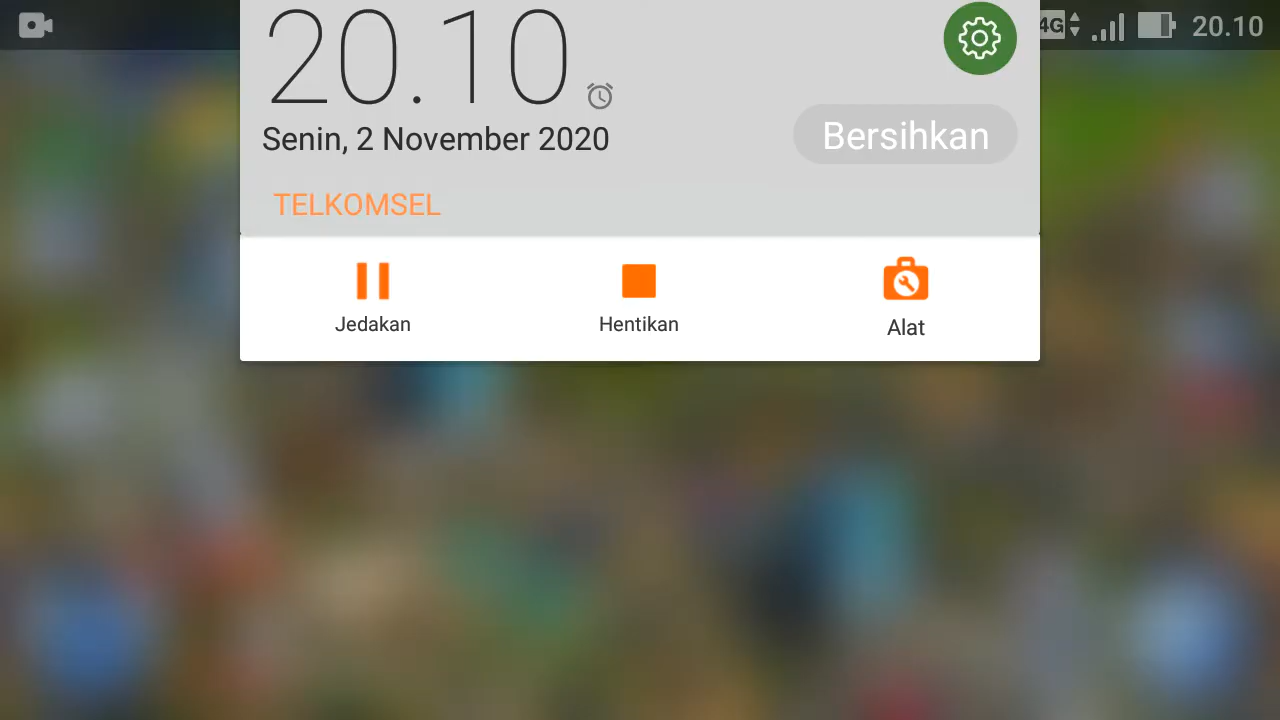 4G
20.10
20.10
Senin, 2 November 2020
Bersihkan
TELKOMSEL
Jedakan
Hentikan
Alat